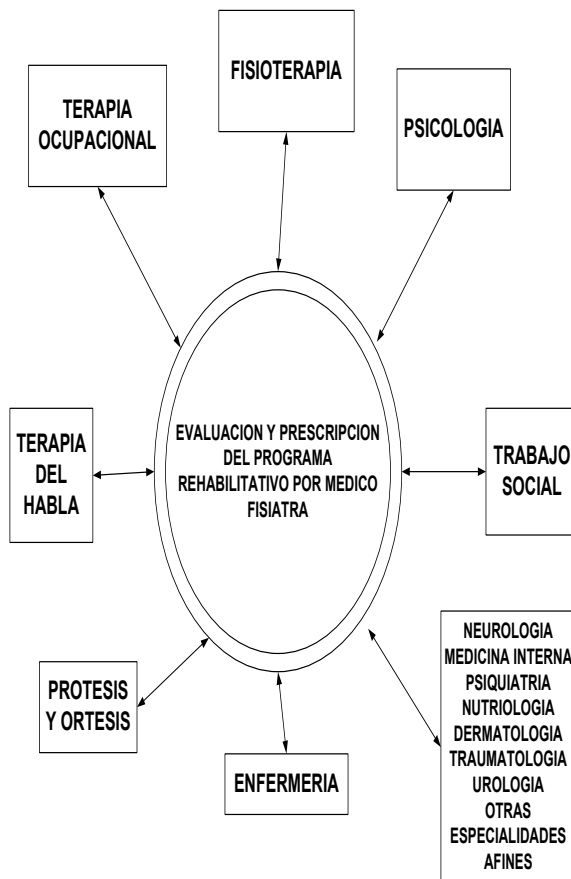 FISIOTERAPIA
TERAPIA
OCUPACIONAL
PSICOLOGIA
EVALUACION Y PRESCRIPCION
DEL PROGRAMA
REHABILITATIVO POR MEDICO
FISIATRA
TERAPIA
DEL
HABLA
TRABAJO
SOCIAL
PROTESIS
Y ORTESIS
ENFERMERIA
NEUROLOGIA
MEDICINA INTERNA
PSIQUIATRIA
NUTRIOLOGIA
DERMATOLOGIA
TRAUMATOLOGIA
UROLOGIA
OTRAS
ESPECIALIDADES
AFINES